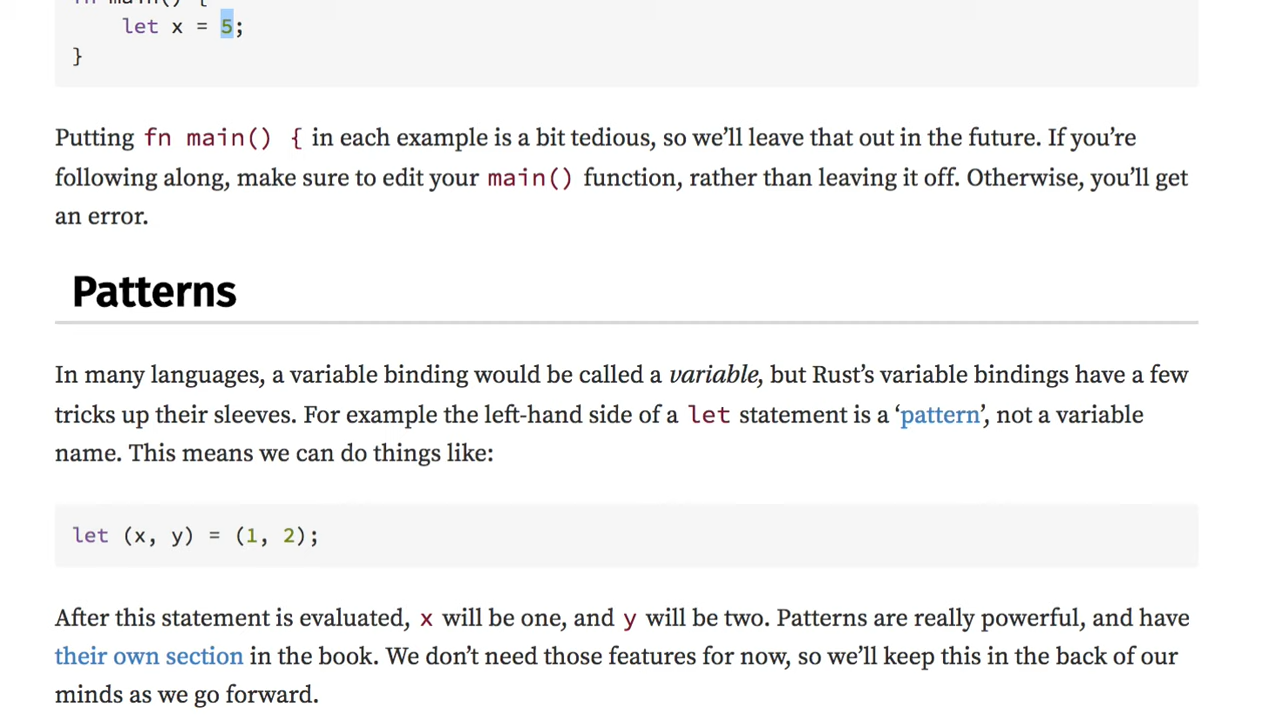 fn main() {
let x = 5;
}
Putting fn main() { in each example is a bit tedious, so we’ll leave that out in the future. If you’re
following along, make sure to edit your main() function, rather than leaving it off. Otherwise, you’ll get
an error.
Patterns
In many languages, a variable binding would be called a variable, but Rust’s variable bindings have a few
tricks up their sleeves. For example the left-hand side of a let statement is a ‘pattern’, not a variable
name. This means we can do things like:
let (x, y) = (1, 2);
After this statement is evaluated, x will be one, and y will be two. Patterns are really powerful, and have
their own section in the book. We don’t need those features for now, so we’ll keep this in the back of our
minds as we go forward.